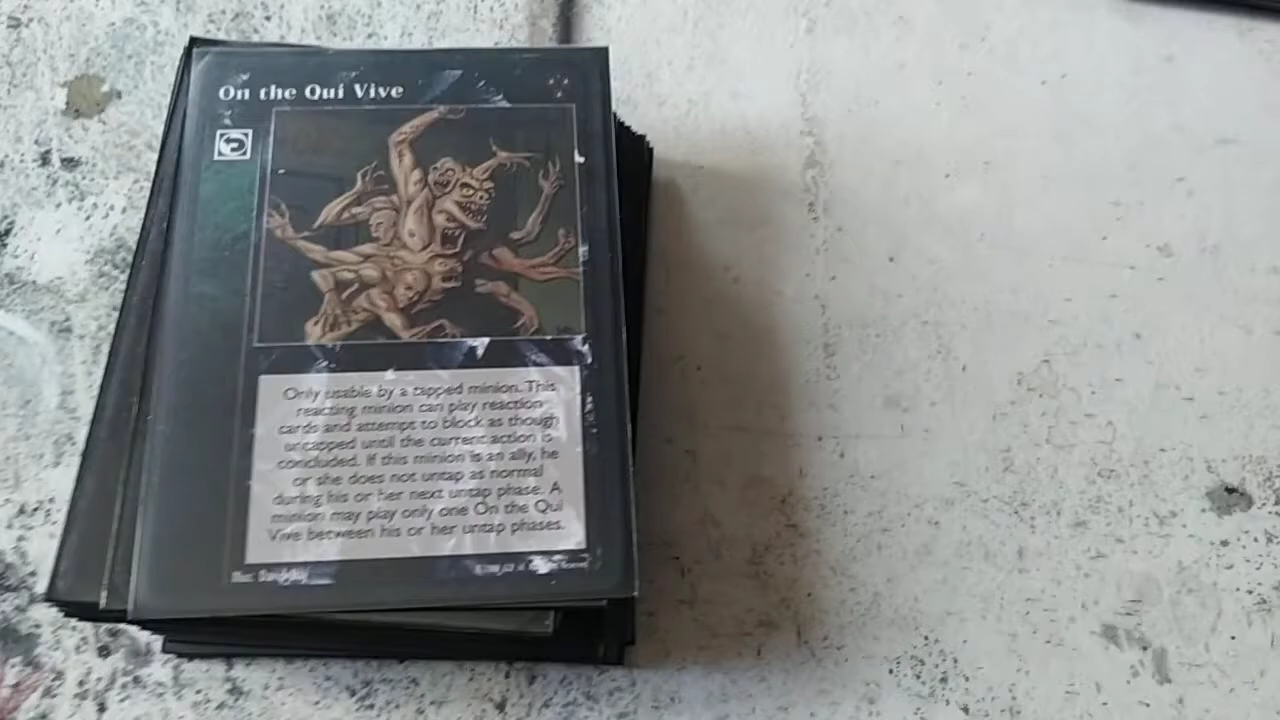 On the Qui Vive
Only usable by a tapped minion. This
reacting minion can play reaction
cards and attempts to block as though
untapped until the current action is
concluded. If this minion is an ally, he
or she does not untap as normal
during his or her next untap phase. A
minion may play only one On the Qui
Vive between his or her untap phases.
Illus: